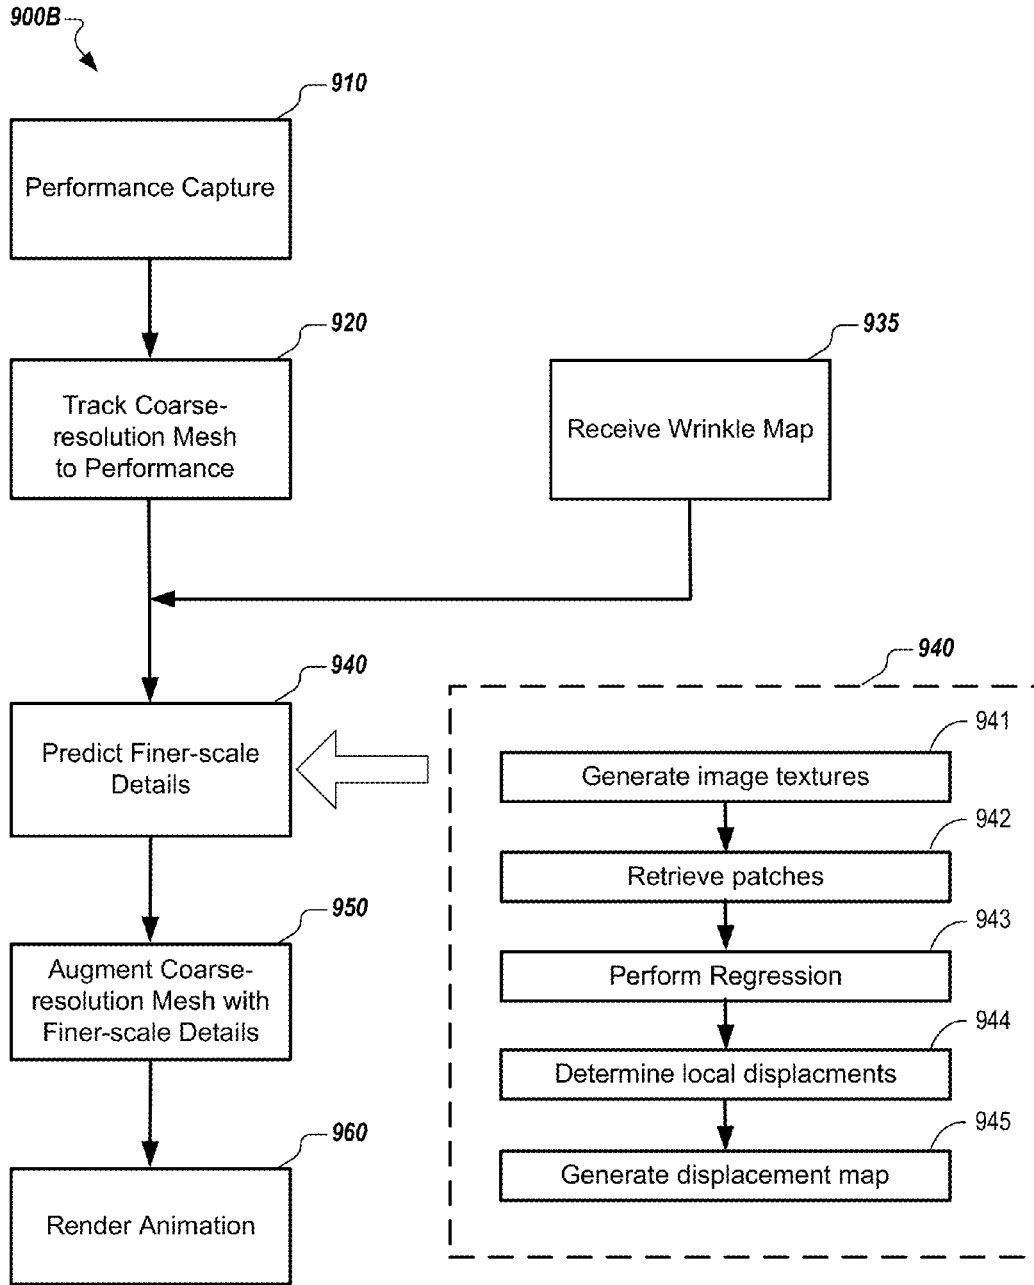 900B
910
Performance Capture
920
Track Coarse-
resolution Mesh
to Performance
935
Receive Wrinkle Map
940
Predict Finer-scale
Details
950
Augment Coarse-
resolution Mesh with
Finer-scale Details
960
Render Animation
940
941
Generate image textures
942
Retrieve patches
943
Perform Regression
944
Determine local displacments
945
Generate displacement map